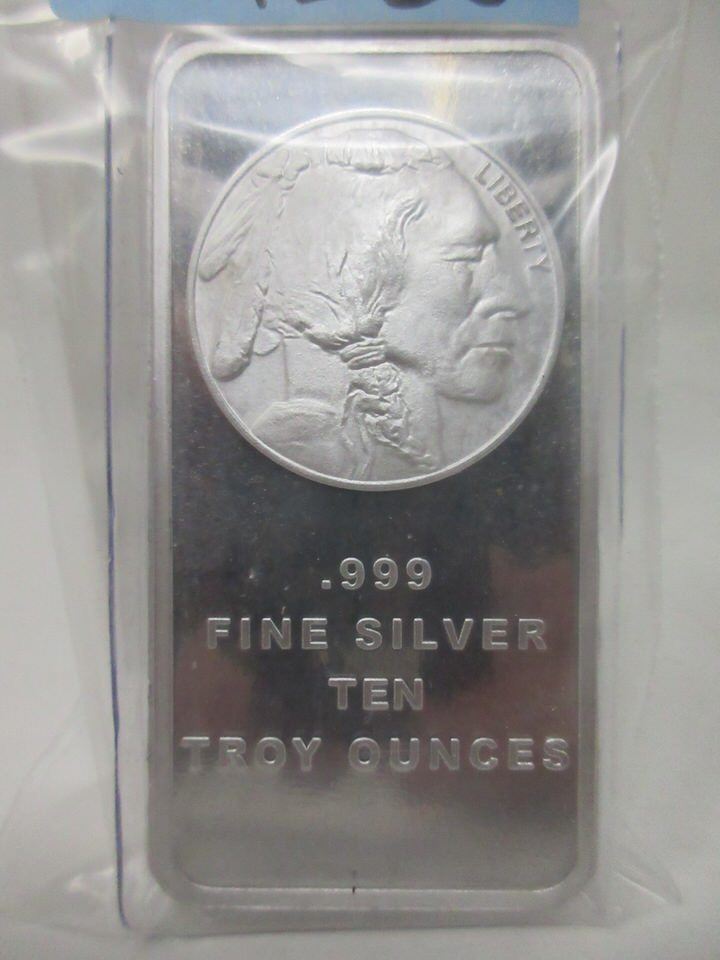 LIBERTY
.999
FINE SILVER
TEN
TROY OUNCES